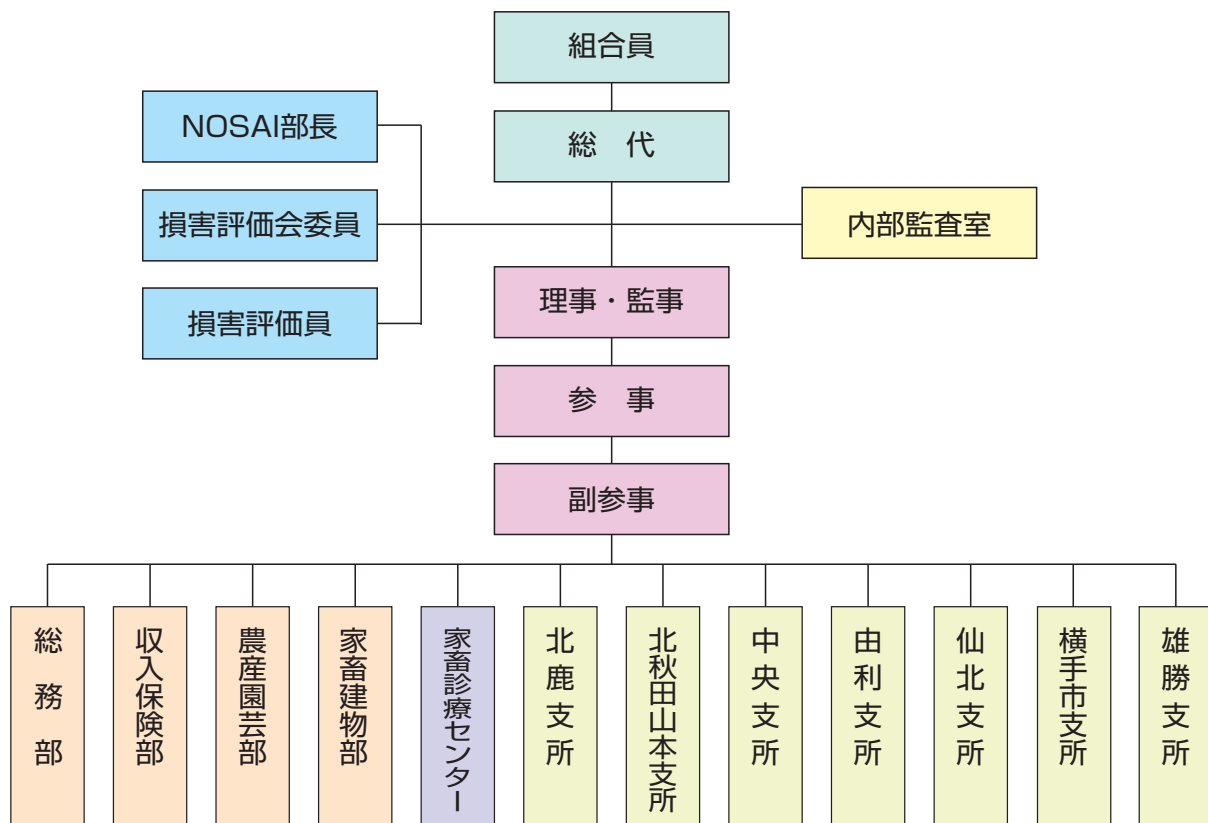 組合員
NOSAI部長
総　代
損害評価会委員
内部監査室
理事・監事
損害評価員
参　事
副参事
総務部
収入保険部
農産園芸部
家畜建物部
家畜診療センター
北鹿支所
北秋田山本支所
中央支所
由利支所
仙北支所
横手市支所
雄勝支所